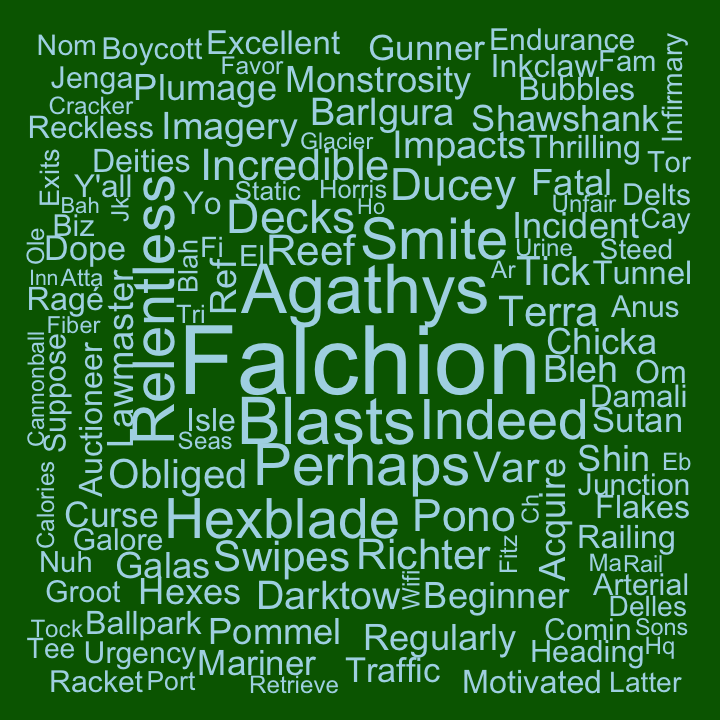 Nom Boycott Excellent Gunner Endurance
Favor Inkclaw Fam
Jenga Plumage Monstrosity Bubbles Infirmary
Cracker Barlgura Shawshank
Reckless Imagery Glacier Impacts Thrilling
Exits Deities Incredible Ducey Fatal Tor
Y'all Static Horris Unfair Delts
Bah Jk Yo Decks Ho Smite Incident Cay
Biz Relentless
Ole Dope Blah Fi El Reef Urine Steed
Inn Atta Ref Agathys Ar Tick Tunnel
Ragé Lawmaster Tri Terra Anus
Fiber Falchion Chicka
Cannonball Suppose Auctioneer Bleh Om
Isle Blasts Indeed Damali
Seas Sutan
Obliged Perhaps Var Shin Eb
Calories Acquire Junction
Curse Hexblade Pono Ch Flakes
Galore Railing
Nuh Galas Swipes Richter Fitz Ma Rail
Groot Hexes Darktow Wifi Beginner Arterial
Delles
Tock Ballpark Pommel Regularly Comin Sons
Tee Urgency Mariner Traffic Heading Hq
Racket Port Retrieve Motivated Latter